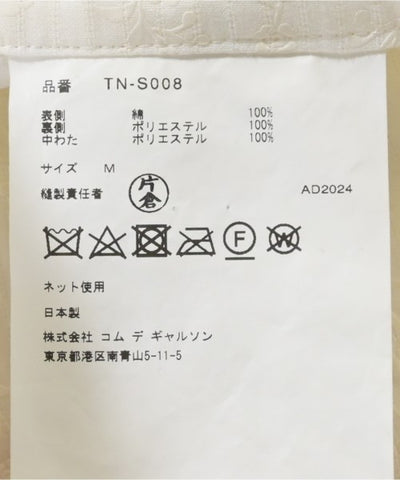 品番 TN-S008
表側 綿 100%
裏側 ポリエステル 100%
中わた ポリエステル 100%
サイズ M
縫製責任者 片倉 AD2024
F W
ネット使用
日本製
株式会社 コム デ ギャルソン
東京都港区南青山5-11-5